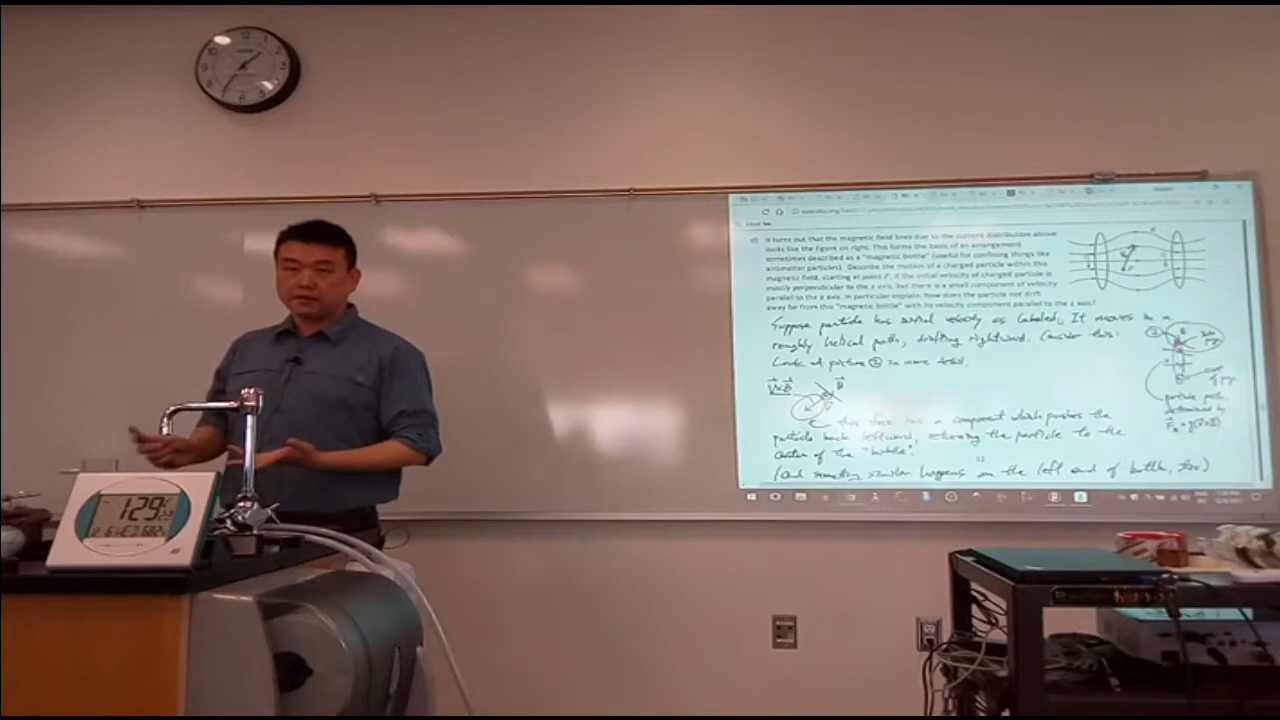 c) It turns out that the magnetic field lines due to the current distribution above
looks like the figure on right. This forms the basis of an arrangement
sometimes described as a "magnetic bottle" (useful for confining things like
antimatter particles). Describe the motion of a charged particle within this
magnetic field, starting at point P, if the initial velocity of charged particle is
mostly perpendicular to the x axis, but there is a small component of velocity
parallel to the x axis. In particular explain: how does the particle not drift
away far from this "magnetic bottle" with its velocity component parallel to the x axis?
Suppose particle has initial velocity as labeled. It moves in a
roughly helical path, drifting rightward. Consider this:
Look at picture ② in more detail.
②
V×B
B
this force has a component which pushes the
particle back leftward, returning the particle to the
center of the "bottle".
(and something similar happens on the left end of bottle, too)
particle path,
determined by
F_B = q(V×B).
12
129